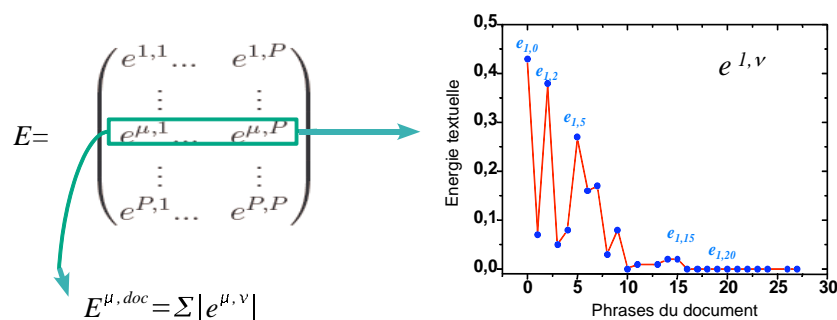 E=
e^{1,1}... e^{1,P}
⋮ ⋮
e^{μ,1}... e^{μ,P}
⋮ ⋮
e^{P,1}... e^{P,P}
E^{μ,doc}=Σ|e^{μ,ν}|
Energie textuelle
0,5
0,4
0,3
0,2
0,1
0,0
e_{1,0}
e_{1,2}
e_{1,5}
e_{1,15}
e_{1,20}
e^{1,ν}
0 5 10 15 20 25 30
Phrases du document